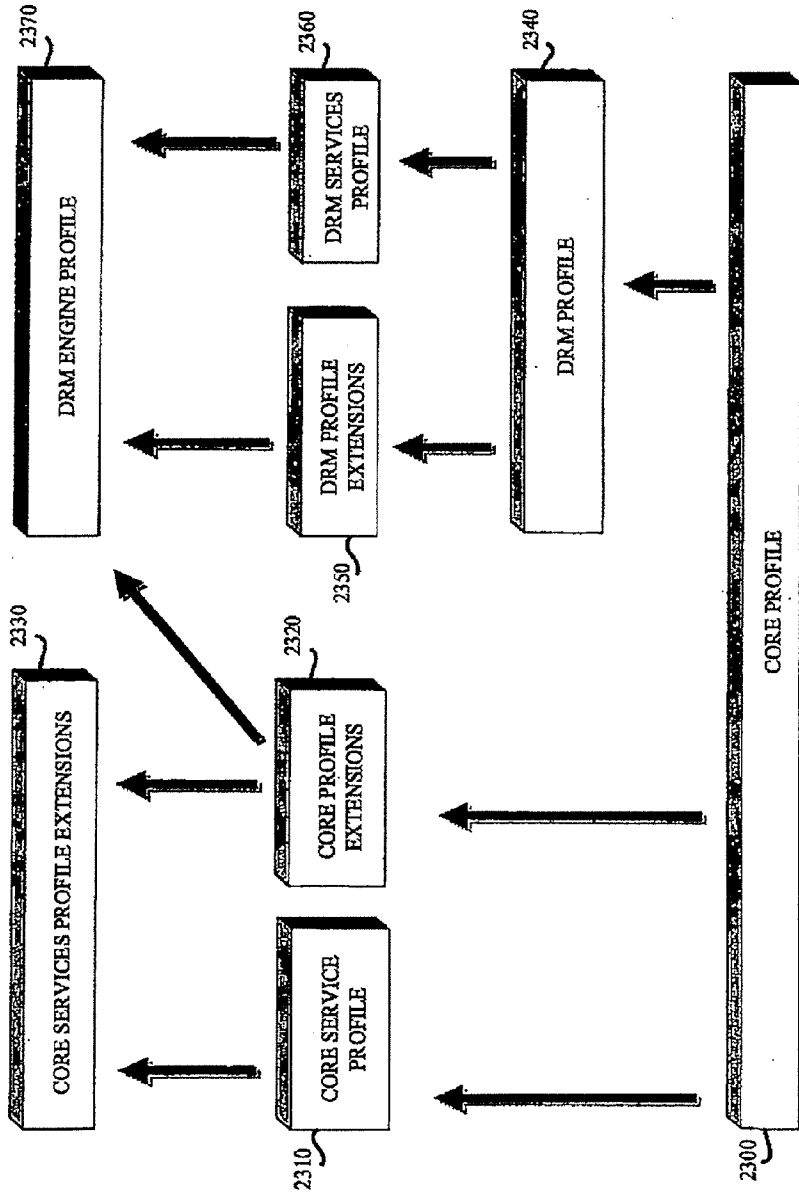 2330
CORE SERVICES PROFILE EXTENSIONS
2370
DRM ENGINE PROFILE
2310
CORE SERVICE
PROFILE
2320
CORE PROFILE
EXTENSIONS
2350
DRM PROFILE
EXTENSIONS
2360
DRM SERVICES
PROFILE
2340
DRM PROFILE
2300
CORE PROFILE